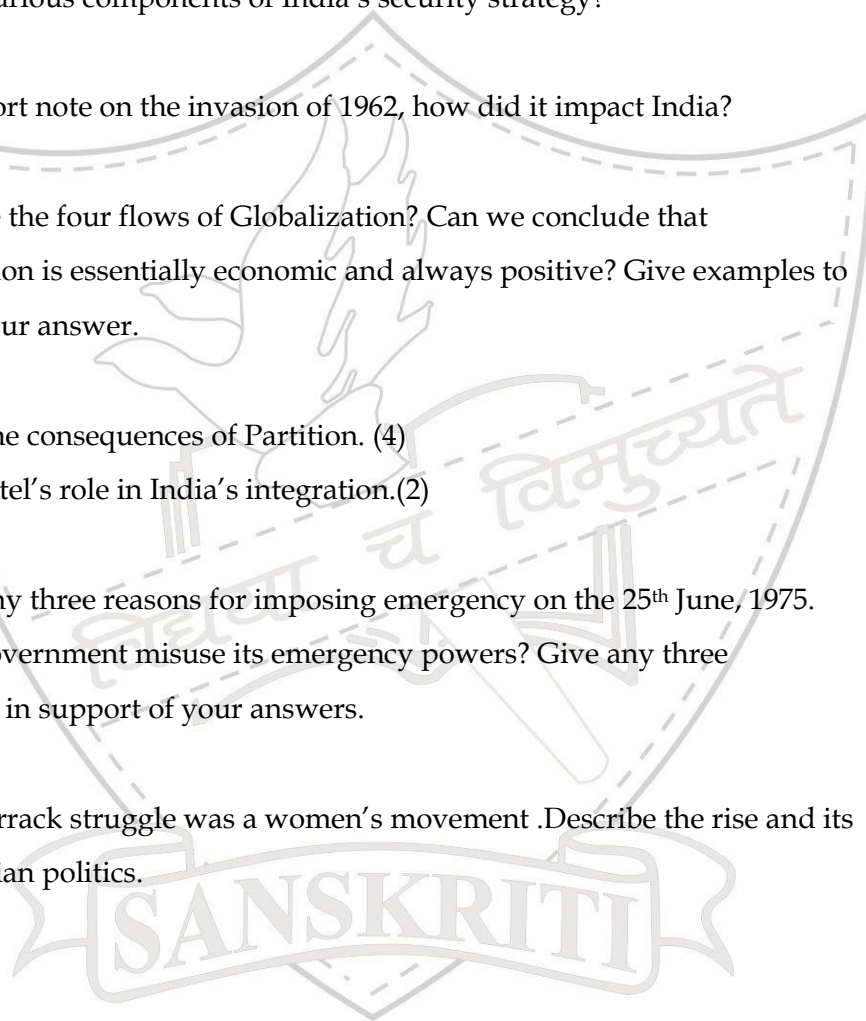 arious components of India's security strategy?
ort note on the invasion of 1962, how did it impact India?
the four flows of Globalization? Can we conclude that
ion is essentially economic and always positive? Give examples to
ur answer.
he consequences of Partition. (4)
tel's role in India's integration.(2)
ny three reasons for imposing emergency on the 25th June, 1975.
overnment misuse its emergency powers? Give any three
in support of your answers.
rrack struggle was a women's movement .Describe the rise and its
ian politics.
विद्यया च विमुच्यते
SANSKRITI